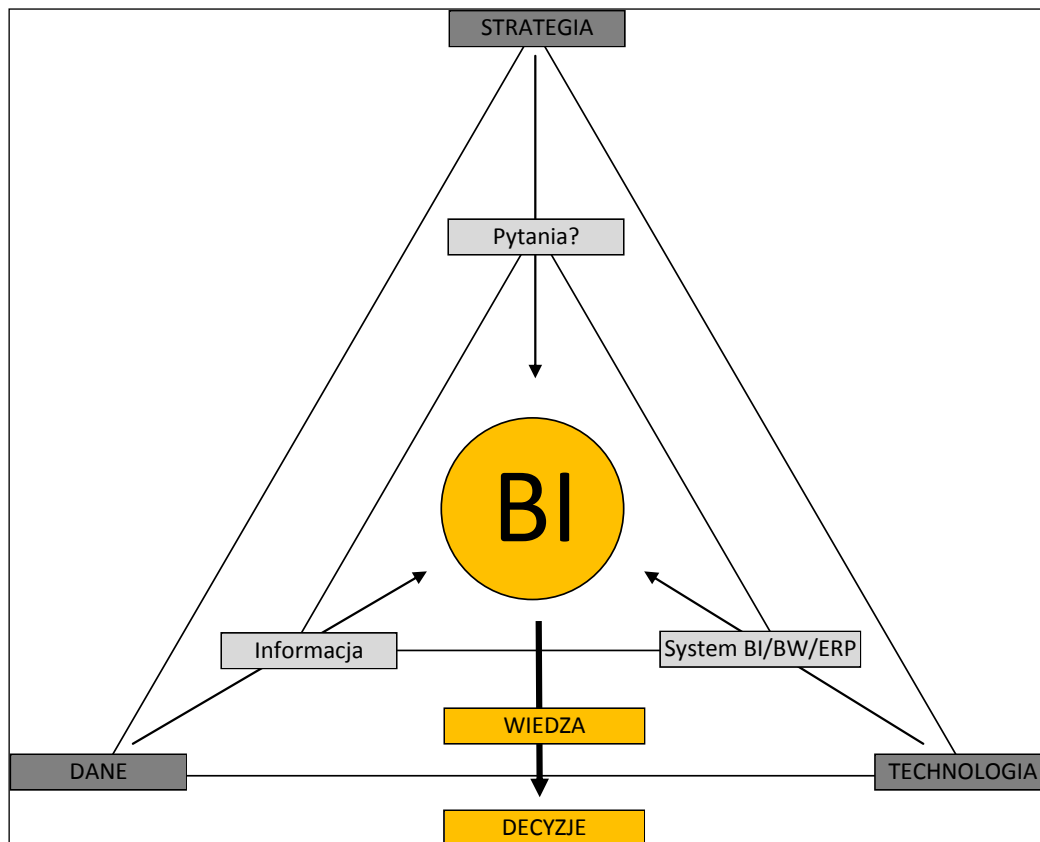 STRATEGIA
Pytania?
BI
Informacja
System BI/BW/ERP
WIEDZA
DANE
TECHNOLOGIA
DECYZJE